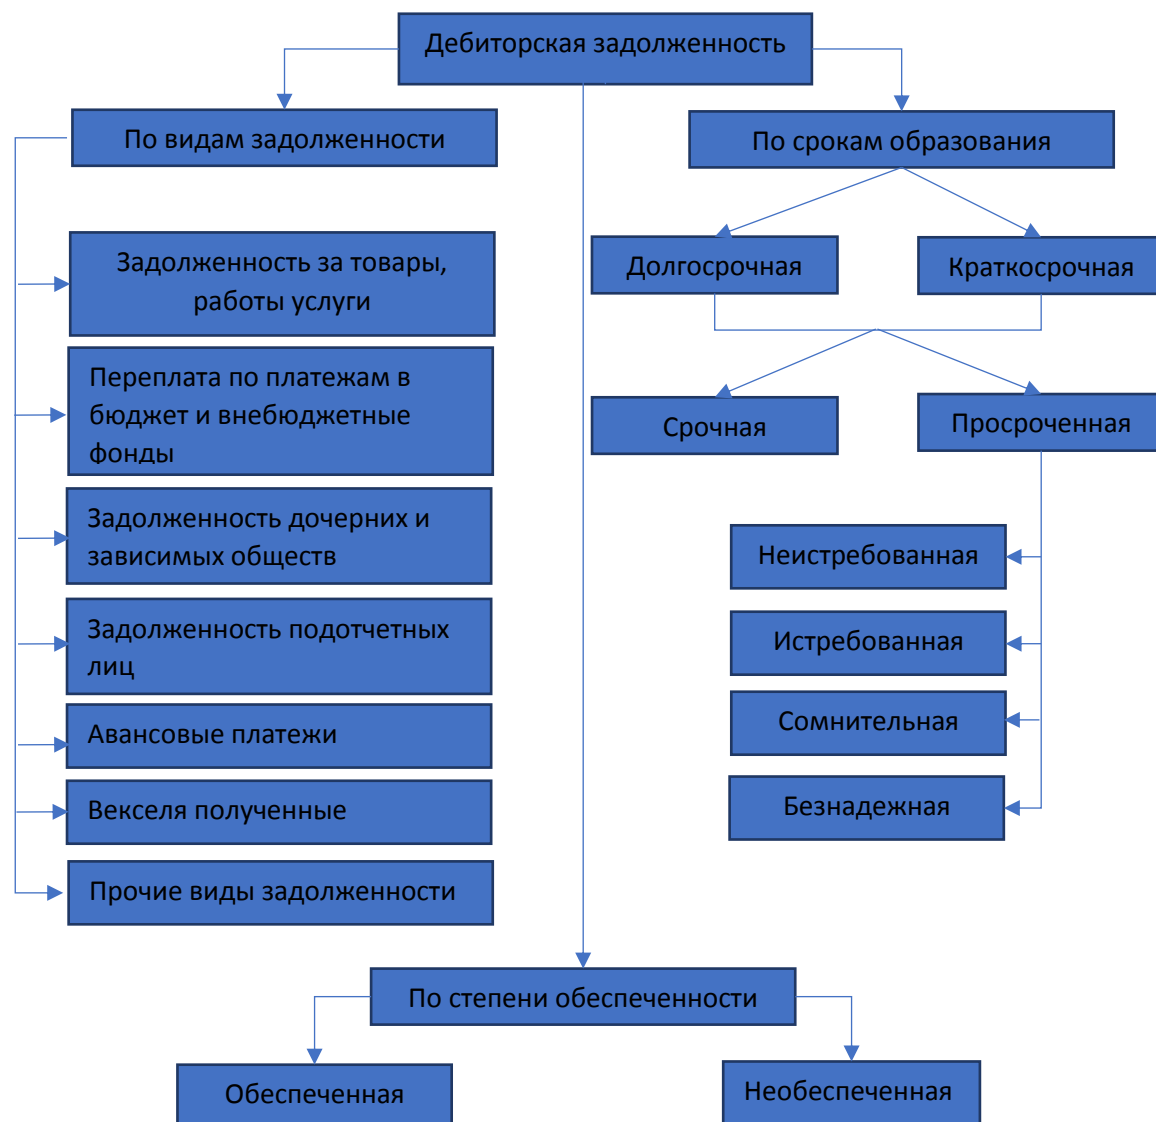 Дебиторская задолженность
По видам задолженности
По срокам образования
Задолженность за товары,
работы услуги
Долгосрочная
Краткосрочная
Переплата по платежам в
бюджет и внебюджетные
фонды
Срочная
Просроченная
Задолженность дочерних и
зависимых обществ
Неистребованная
Задолженность подотчетных
лиц
Истребованная
Авансовые платежи
Сомнительная
Векселя полученные
Безнадежная
Прочие виды задолженности
По степени обеспеченности
Обеспеченная
Необеспеченная